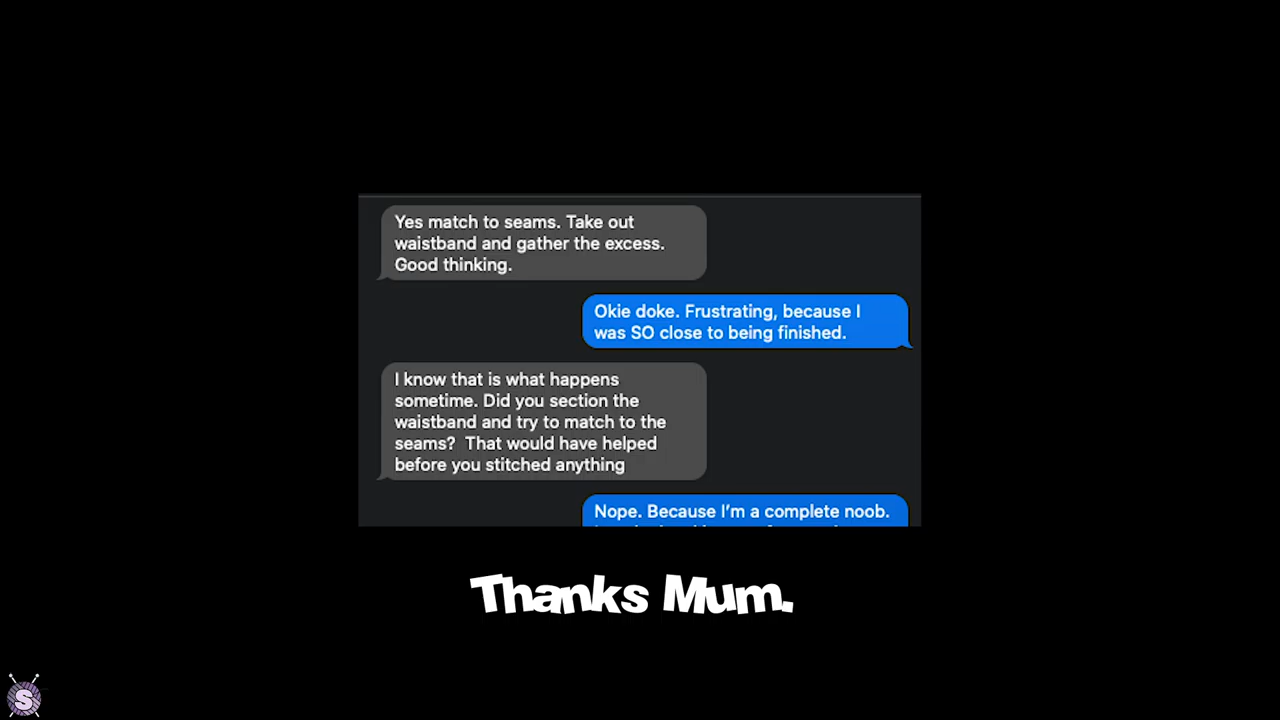 Yes match to seams. Take out
waistband and gather the excess.
Good thinking.
Okie doke. Frustrating, because I
was SO close to being finished.
I know that is what happens
sometime. Did you section the
waistband and try to match to the
seams?  That would have helped
before you stitched anything
Nope. Because I'm a complete noob.
Thanks Mum.
S